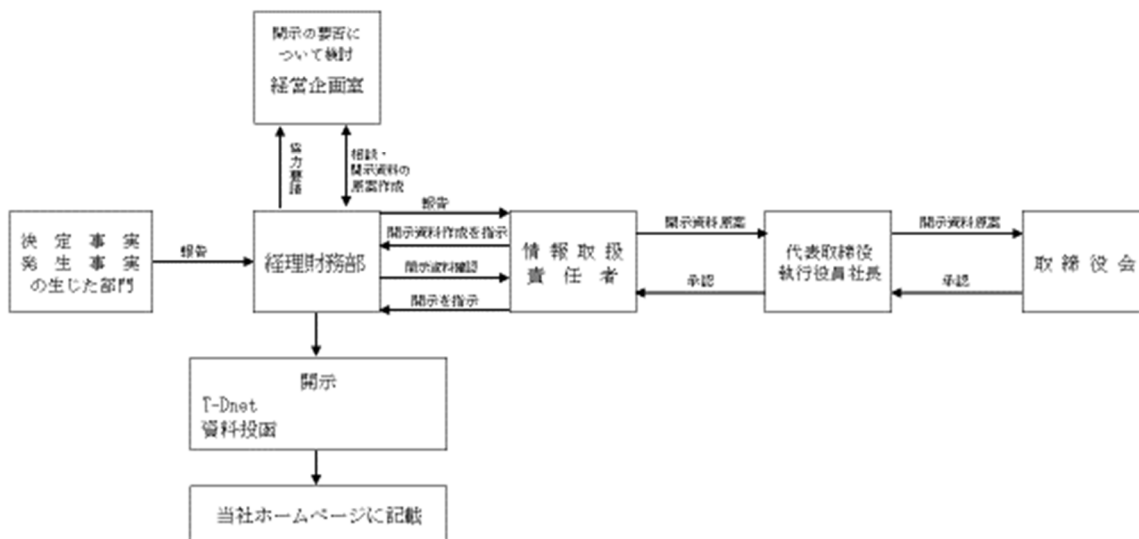 開示の要否に
ついて検討
経営企画室
協力要請
相談・
開示資料の
原案作成
決定事実
発生事実
の生じた部門
報告
経理財務部
報告
開示資料作成を指示
開示資料確認
開示を指示
情報取扱
責任者
開示資料原案
承認
代表取締役
執行役員社長
開示資料原案
承認
取締役会
開示
T-Dnet
資料投函
当社ホームページに記載